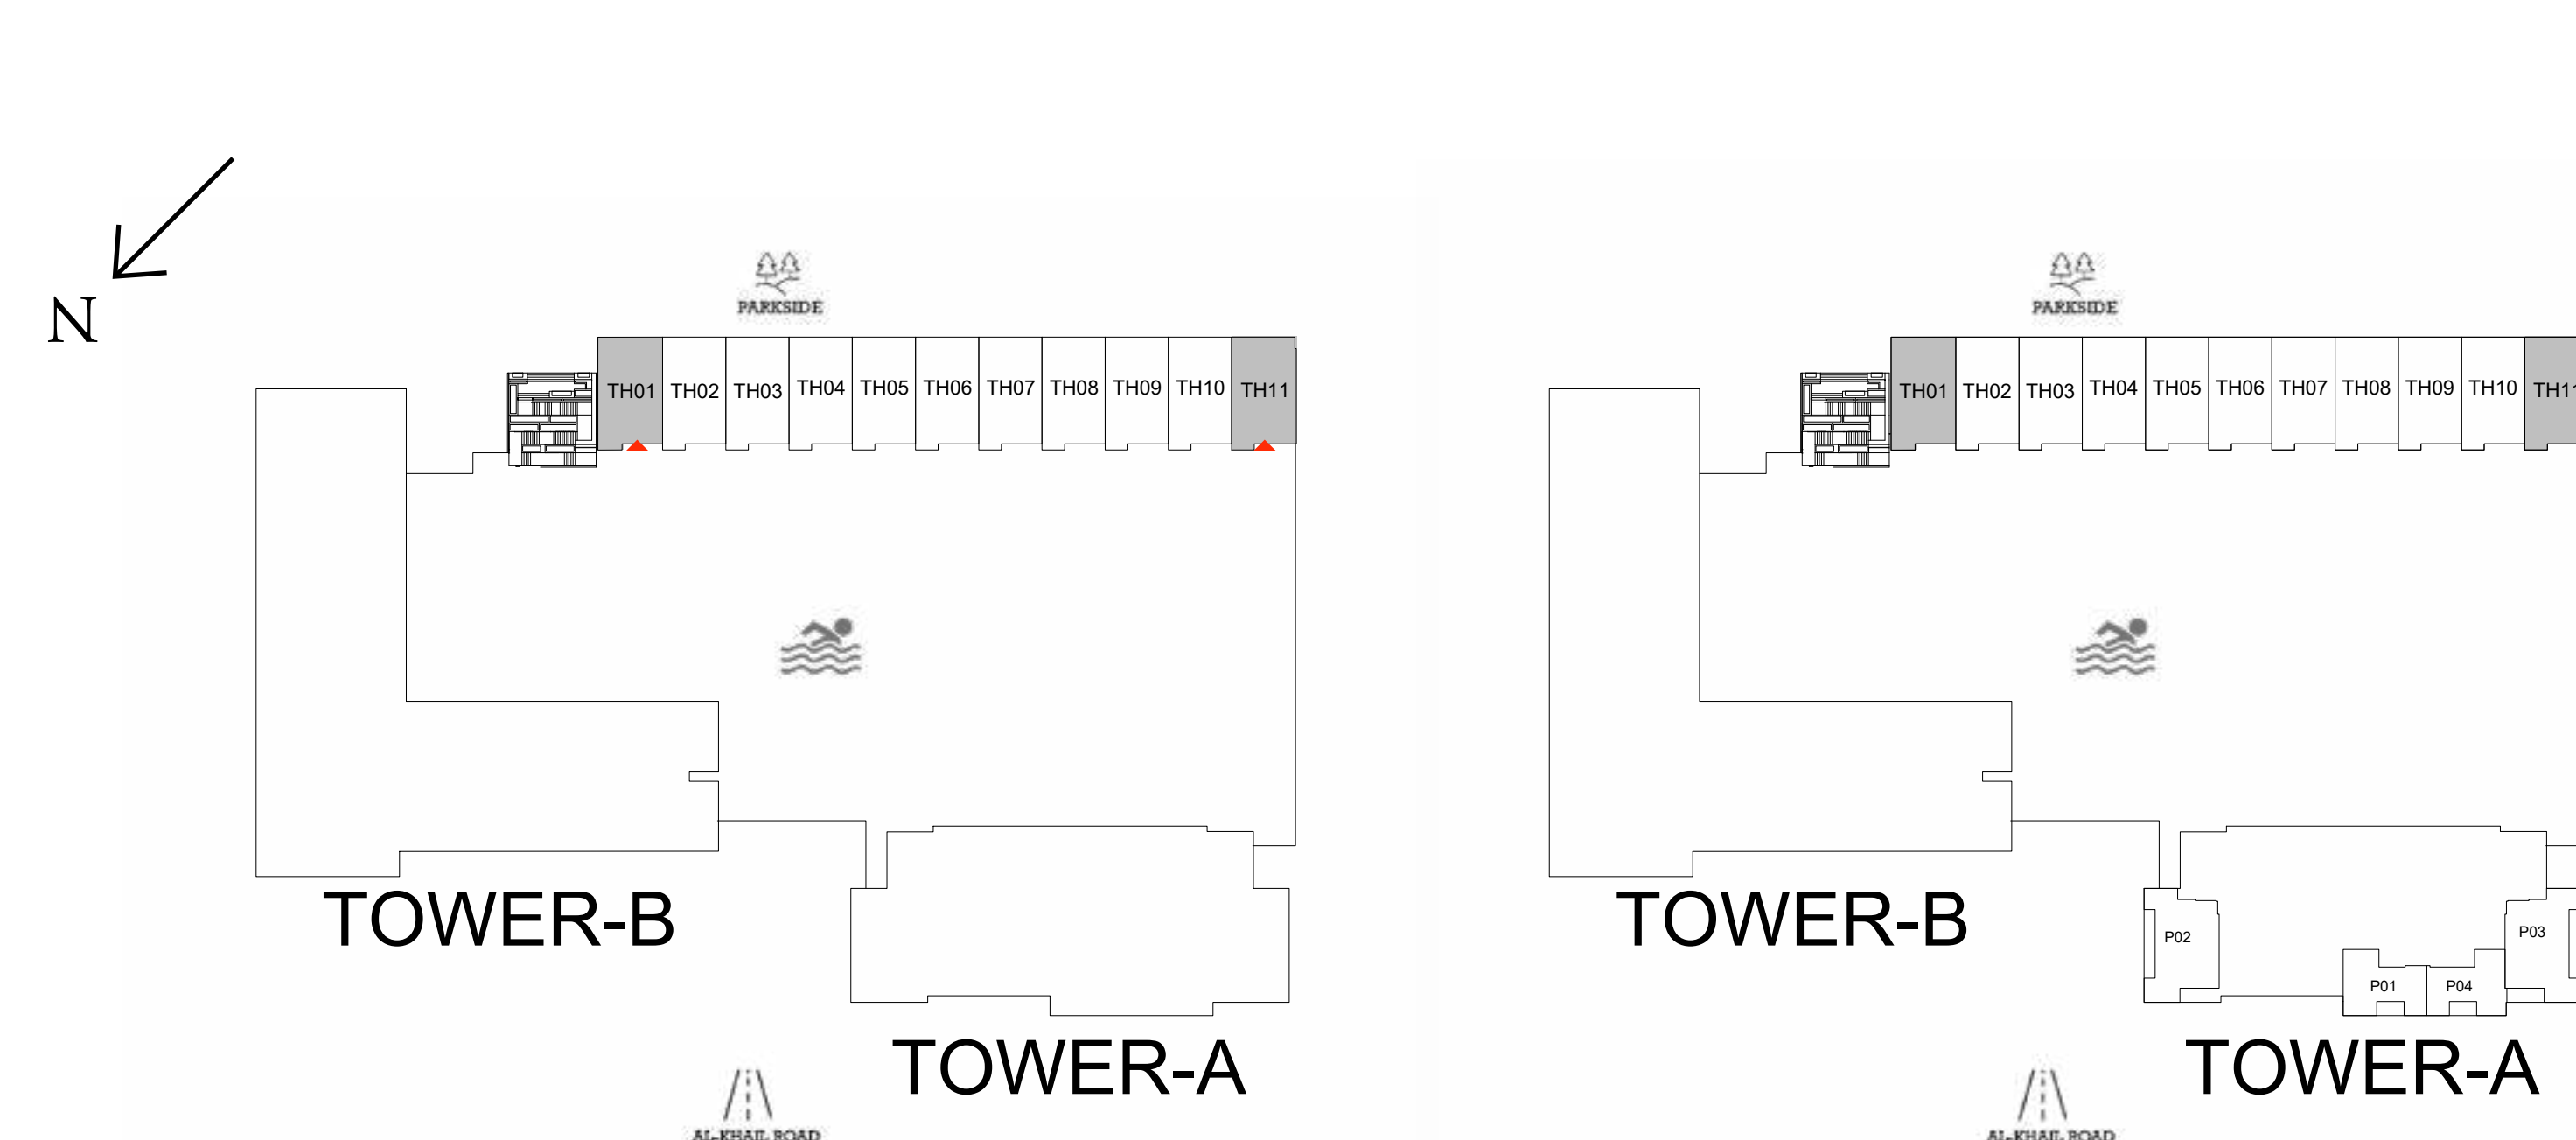 N
PARKSIDE
TH01 TH02 TH03 TH04 TH05 TH06 TH07 TH08 TH09 TH10 TH11
TOWER-B
TOWER-A
AL-KHAIL ROAD
PARKSIDE
TH01 TH02 TH03 TH04 TH05 TH06 TH07 TH08 TH09 TH10 TH11
P02
P03
P01 P04
TOWER-B
TOWER-A
AL-KHAIL ROAD